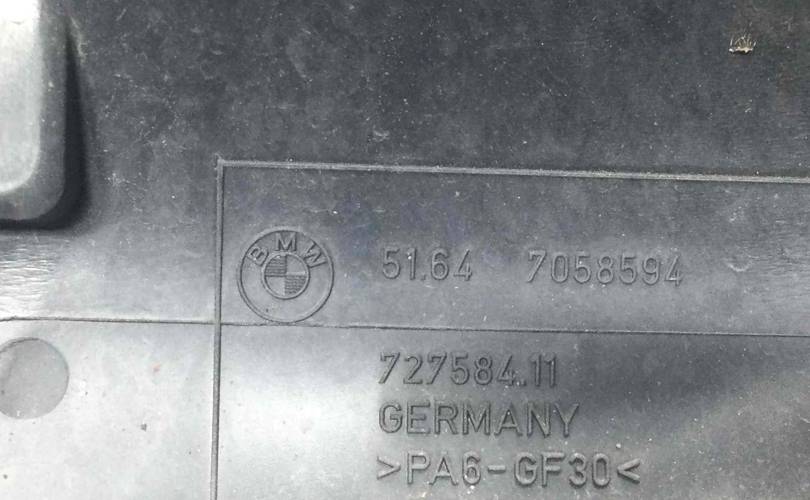 BMW
51.64 7058594
727584.11
GERMANY
>PA6-GF30<